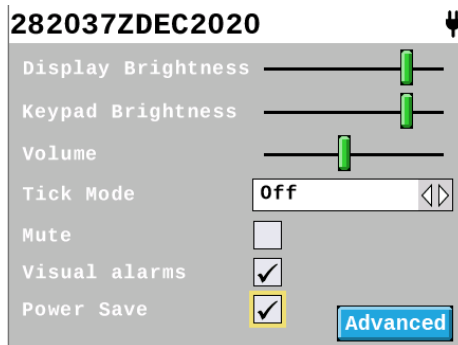 282037ZDEC2020
Display Brightness
Keypad Brightness
Volume
Tick Mode Off
Mute
Visual alarms
Power Save
Advanced